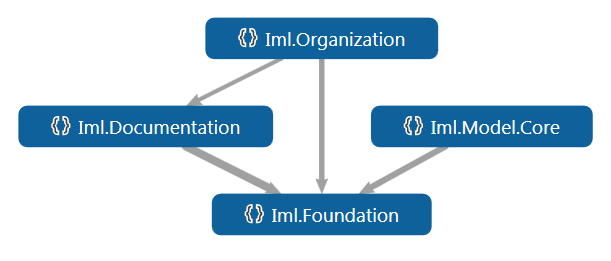 {} Iml.Organization
{} Iml.Documentation
{} Iml.Model.Core
{} Iml.Foundation